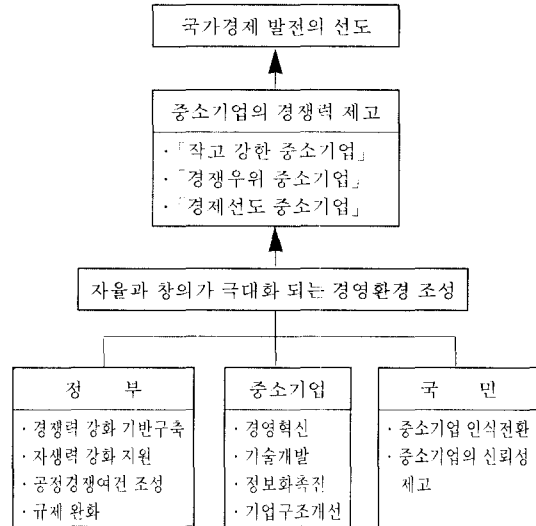 국가경제 발전의 선도
중소기업의 경쟁력 제고
·「작고 강한 중소기업」
·「경쟁우위 중소기업」
·「경제선도 중소기업」
자율과 창의가 극대화 되는 경영환경 조성
정 부
· 경쟁력 강화 기반구축
· 자생력 강화 지원
· 공정경쟁여건 조성
· 규제 완화
중소기업
· 경영혁신
· 기술개발
· 정보화촉진
· 기업구조개선
국 민
· 중소기업 인식전환
· 중소기업의 신뢰성
제고